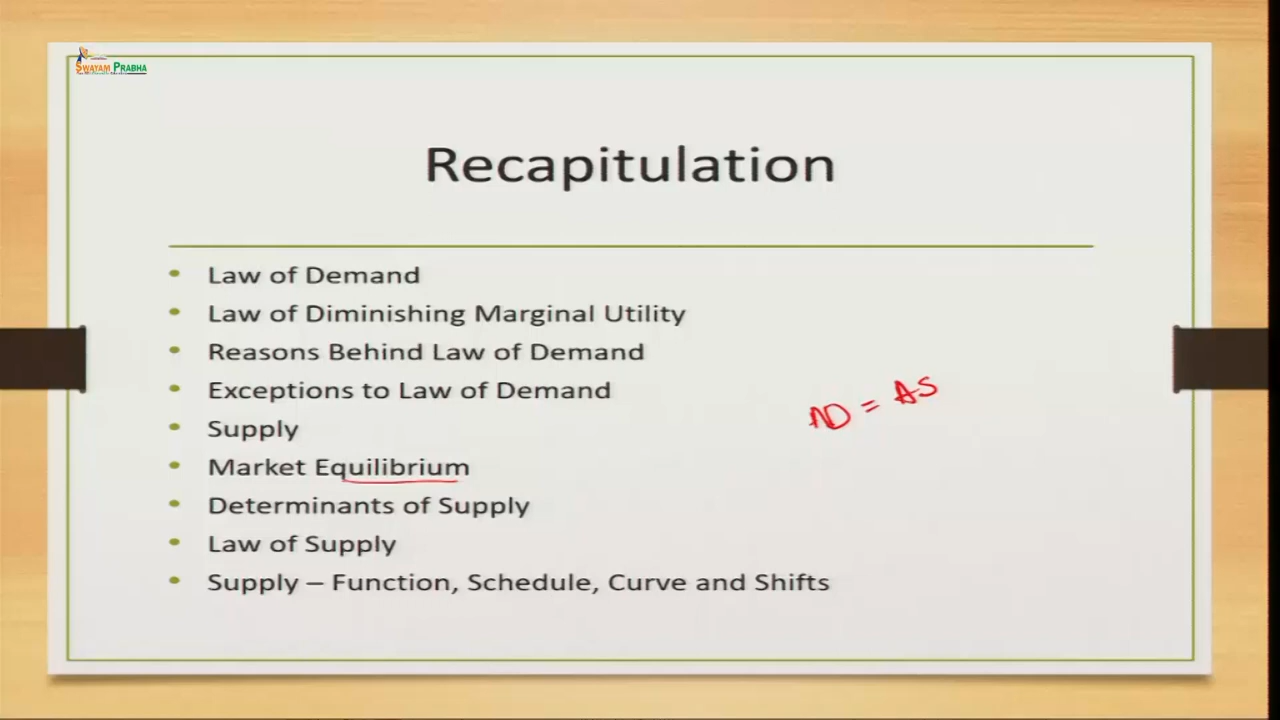 SWAYAM PRABHA
Recapitulation
• Law of Demand
• Law of Diminishing Marginal Utility
• Reasons Behind Law of Demand
• Exceptions to Law of Demand
AD = AS
• Supply
• Market Equilibrium
• Determinants of Supply
• Law of Supply
• Supply – Function, Schedule, Curve and Shifts